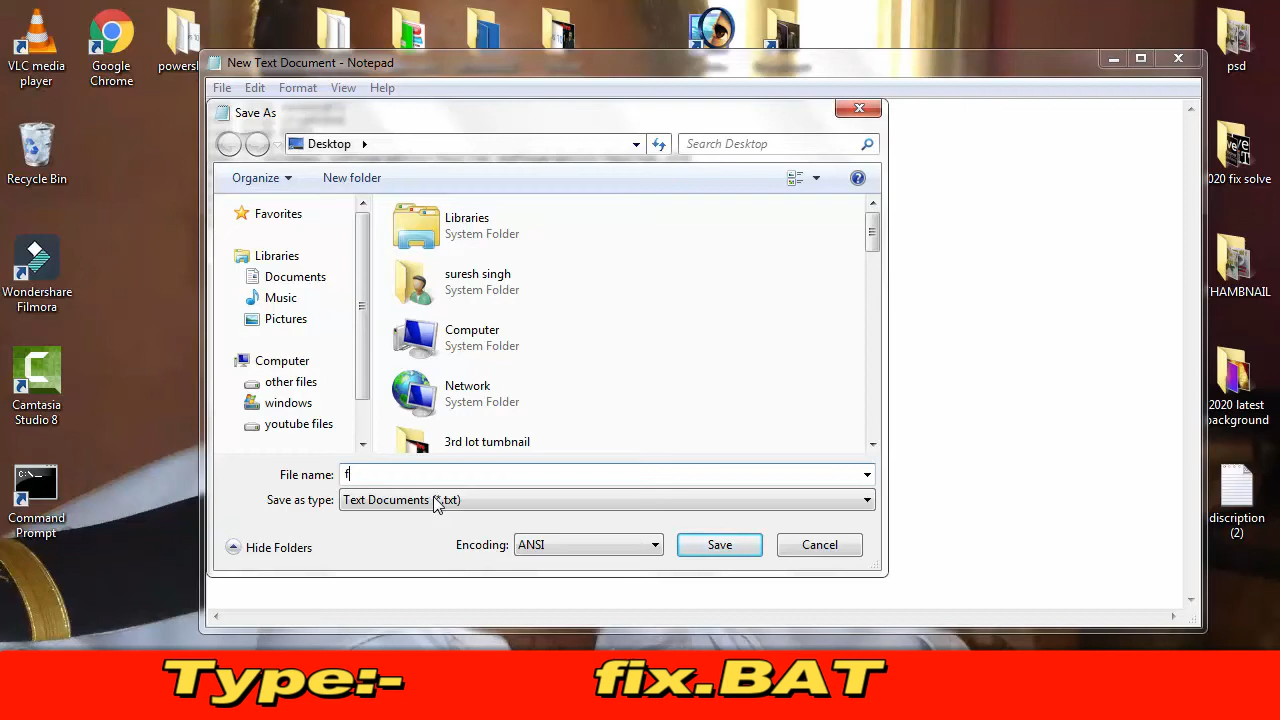 VLC media
player
Google
Chrome
powersl
psd
New Text Document - Notepad
File Edit Format View Help
Save As
Desktop
Search Desktop
Recycle Bin
2020 fix solve
Organize
New folder
Favorites
Libraries
Documents
Music
Pictures
Computer
other files
windows
youtube files
Libraries
System Folder
suresh singh
System Folder
Computer
System Folder
Network
System Folder
3rd lot tumbnail
Wondershare
Filmora
THAMBNAIL
Camtasia
Studio 8
2020 latest
background
File name: f
Save as type: Text Documents (*.txt)
Command
Prompt
discription
(2)
Hide Folders
Encoding: ANSI
Save
Cancel
Type:- fix.BAT